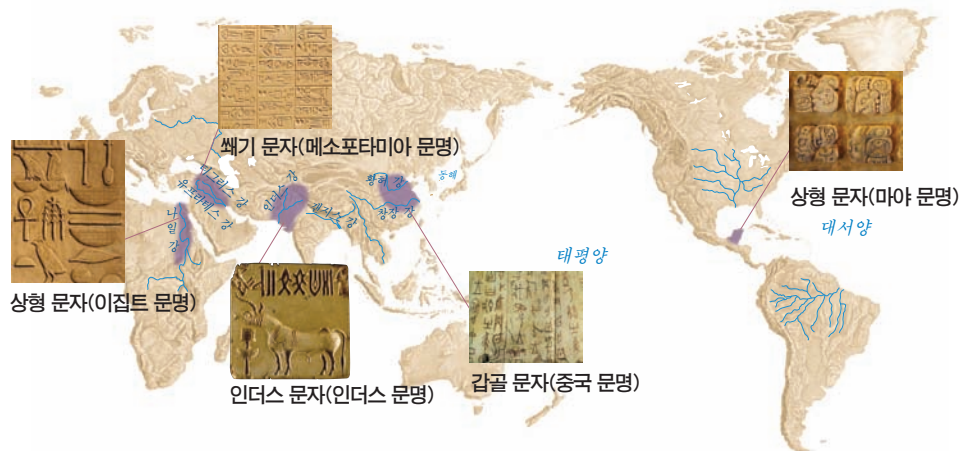 쐐기 문자(메소포타미아 문명)
티그리스 강
유프라테스 강
인더스 강
갠지스 강
황허 강
창장 강
동해
나일 강
상형 문자(마야 문명)
대서양
태평양
상형 문자(이집트 문명)
인더스 문자(인더스 문명)
갑골 문자(중국 문명)